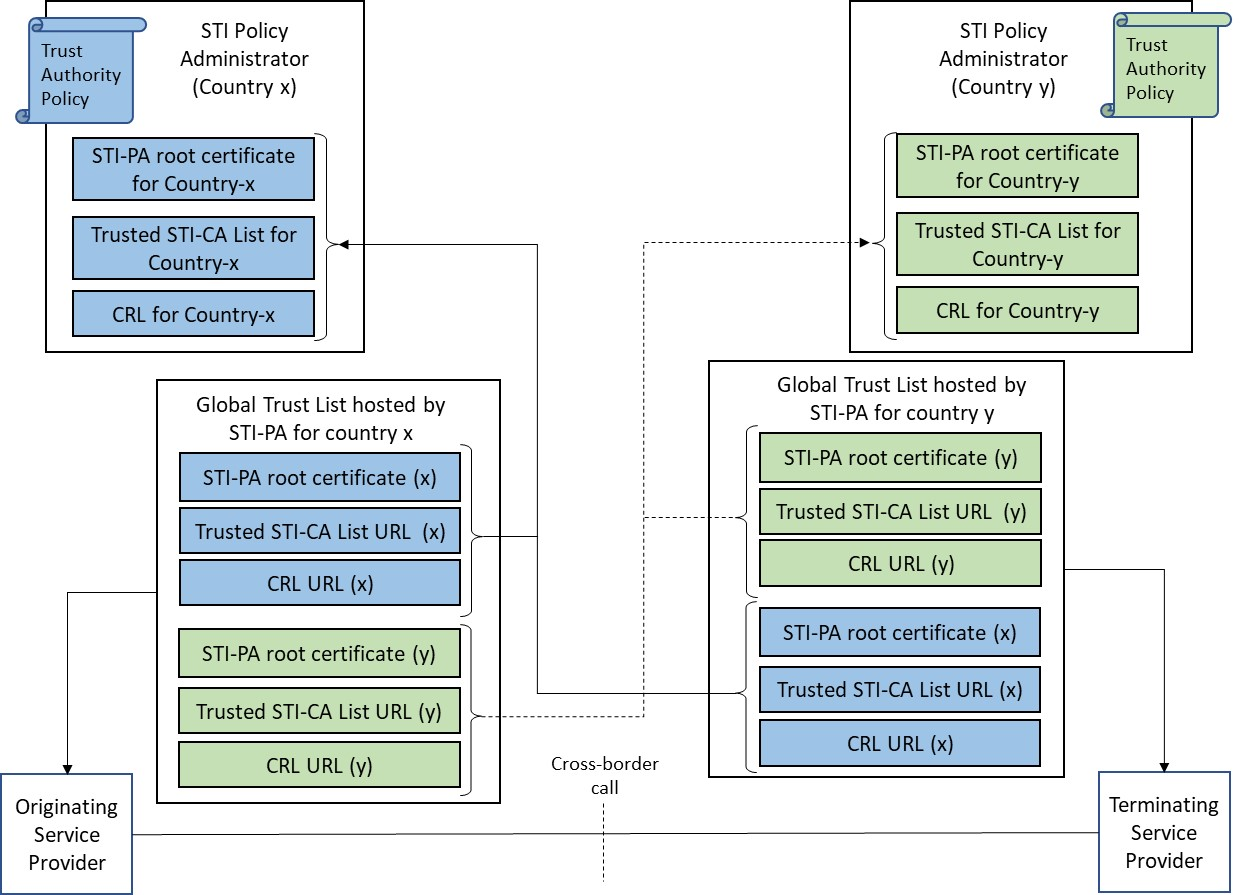 Trust
Authority
Policy
STI Policy
Administrator
(Country x)
STI-PA root certificate
for Country-x
Trusted STI-CA List for
Country-x
CRL for Country-x
STI Policy
Administrator
(Country y)
Trust
Authority
Policy
STI-PA root certificate
for Country-y
Trusted STI-CA List for
Country-y
CRL for Country-y
Global Trust List hosted by
STI-PA for country x
STI-PA root certificate (x)
Trusted STI-CA List URL (x)
CRL URL (x)
STI-PA root certificate (y)
Trusted STI-CA List URL (y)
CRL URL (y)
Global Trust List hosted by
STI-PA for country y
STI-PA root certificate (y)
Trusted STI-CA List URL (y)
CRL URL (y)
STI-PA root certificate (x)
Trusted STI-CA List URL (x)
CRL URL (x)
Cross-border
call
Originating
Service
Provider
Terminating
Service
Provider